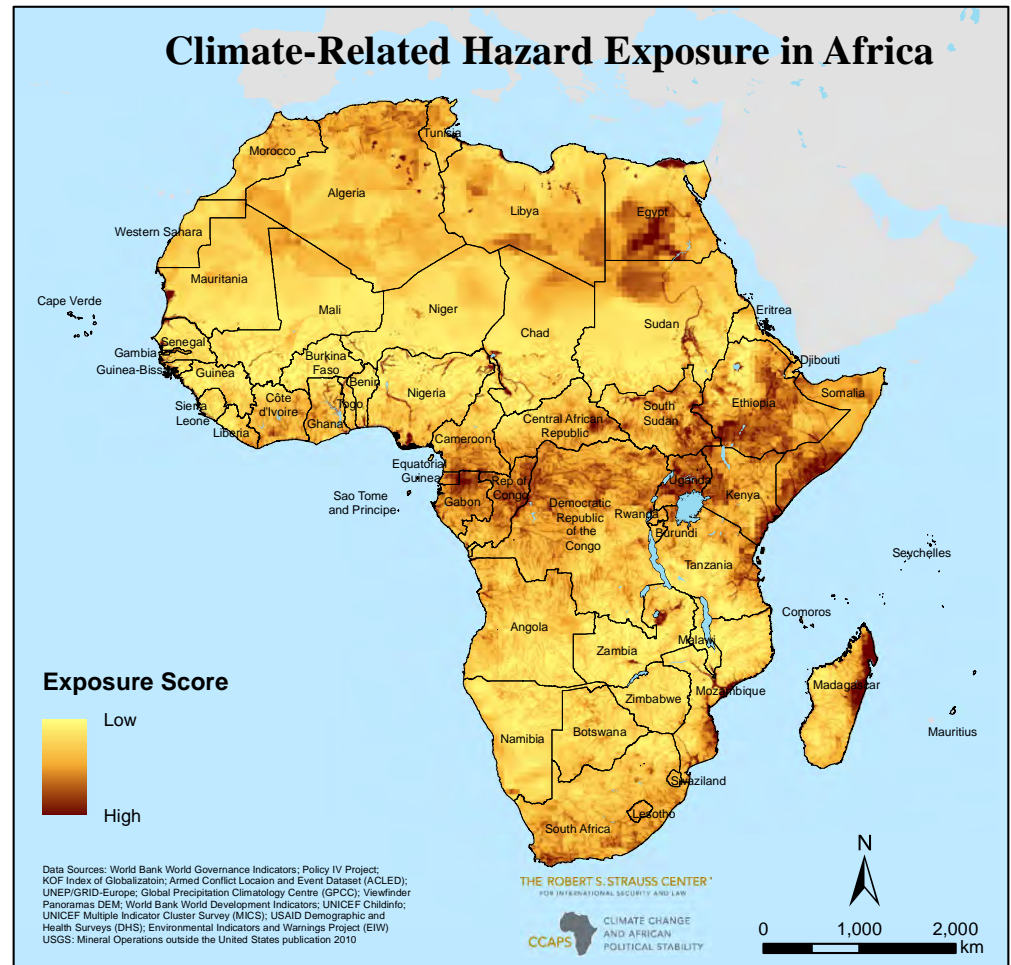 Climate-Related Hazard Exposure in Africa
Tunisia
Morocco
Algeria
Libya
Egypt
Western Sahara
Mauritania
Cape Verde
Mali
Niger
Chad
Sudan
Eritrea
Senegal
Gambia
Guinea-Biss
Guinea
Burkina
Faso
Benin
Nigeria
Djibouti
Somalia
Ethiopia
Sierra
Leone
Côte
d'Ivoire
Togo
Ghana
Liberia
Central African
Republic
South
Sudan
Cameroon
Equatorial
Guinea
Sao Tome
and Principe
Gabon
Rep of
Congo
Democratic
Republic
of the
Congo
Uganda
Kenya
Rwanda
Burundi
Tanzania
Seychelles
Comoros
Angola
Zambia
Malawi
Mozambique
Zimbabwe
Madagascar
Mauritius
Namibia
Botswana
Swaziland
Lesotho
South Africa
Exposure Score
Low
High
Data Sources: World Bank World Governance Indicators; Policy IV Project;
KOF Index of Globalizatoin; Armed Conflict Locaion and Event Dataset (ACLED);
UNEP/GRID-Europe; Global Precipitation Climatology Centre (GPCC); Viewfinder
Panoramas DEM; World Bank World Development Indicators; UNICEF Childinfo;
UNICEF Multiple Indicator Cluster Survey (MICS); USAID Demographic and
Health Surveys (DHS); Environmental Indicators and Warnings Project (EIW)
USGS: Mineral Operations outside the United States publication 2010
THE ROBERT S. STRAUSS CENTER
FOR INTERNATIONAL SECURITY AND LAW
CCAPS
CLIMATE CHANGE
AND AFRICAN
POLITICAL STABILITY
N
0 1,000 2,000
km